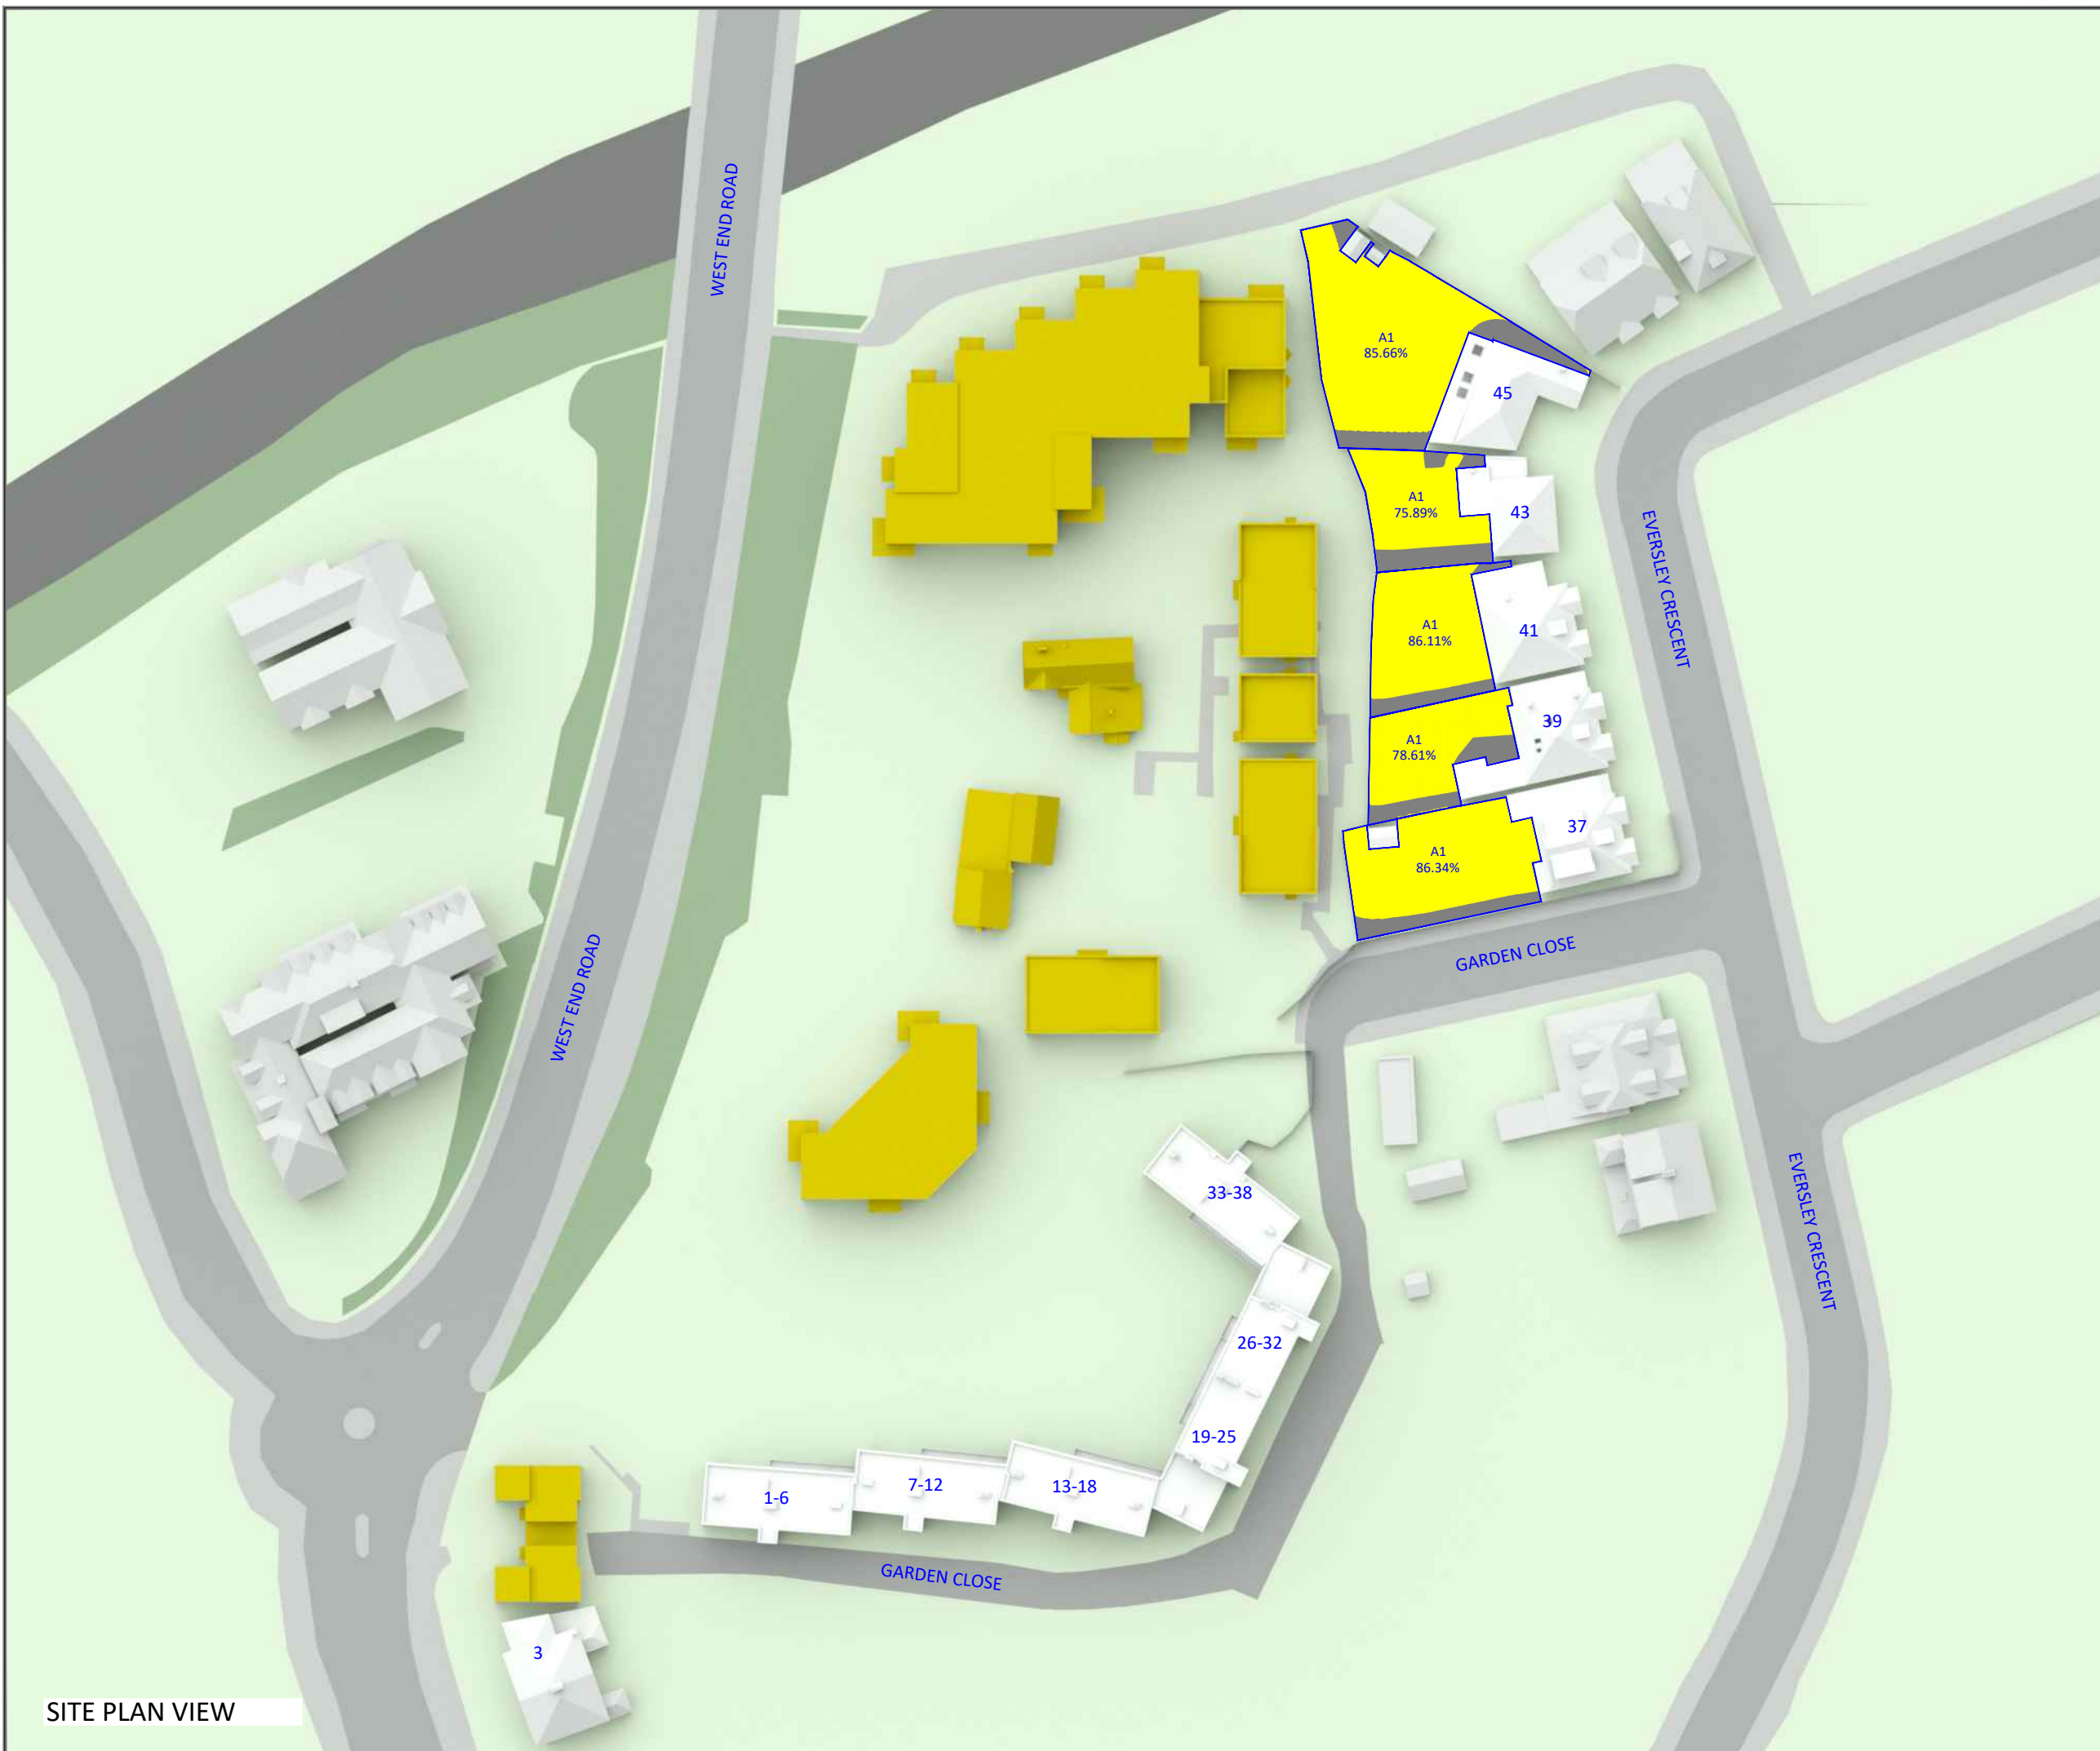 WEST END ROAD
A1
85.66%
45
A1
75.89%
43
EVERSLEY CRESCENT
A1
86.11%
41
39
A1
78.61%
37
A1
86.34%
GARDEN CLOSE
WEST END ROAD
33-38
EVERSLEY CRESCENT
26-32
19-25
1-6
7-12
13-18
GARDEN CLOSE
3
SITE PLAN VIEW